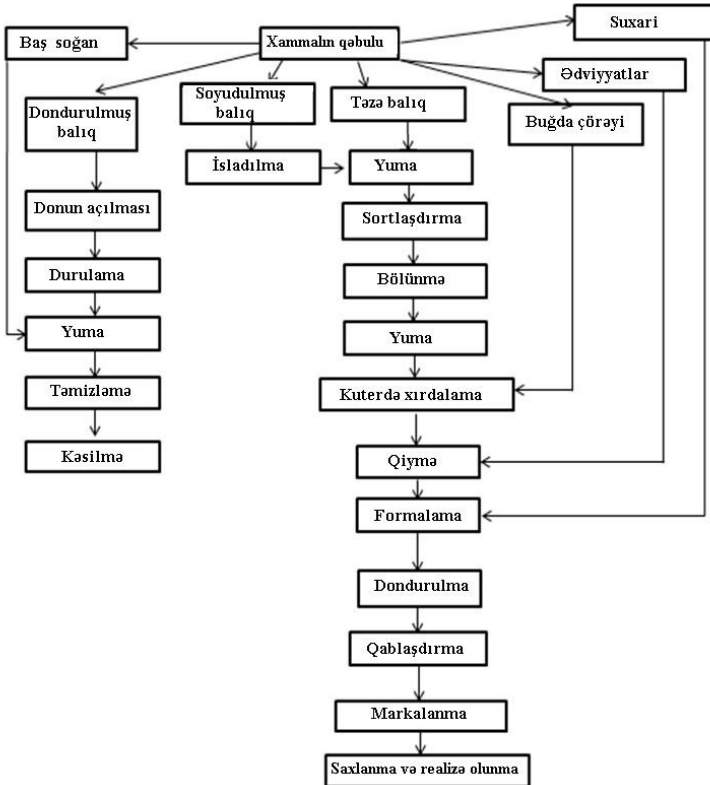 Suxari
Baş soğan
Xammalın qəbulu
Ədviyyatlar
Soyudulmuş
balıq
Təzə balıq
Dondurulmuş
balıq
Buğda çörəyi
İsladılma
Yuma
Donun açılması
Sortlaşdırma
Durulama
Bölünmə
Yuma
Yuma
Təmizləmə
Kuterdə xırdalama
Kəsilmə
Qiymə
Formalama
Dondurulma
Qablaşdırma
Markalanma
Saxlanma və realizə olunma